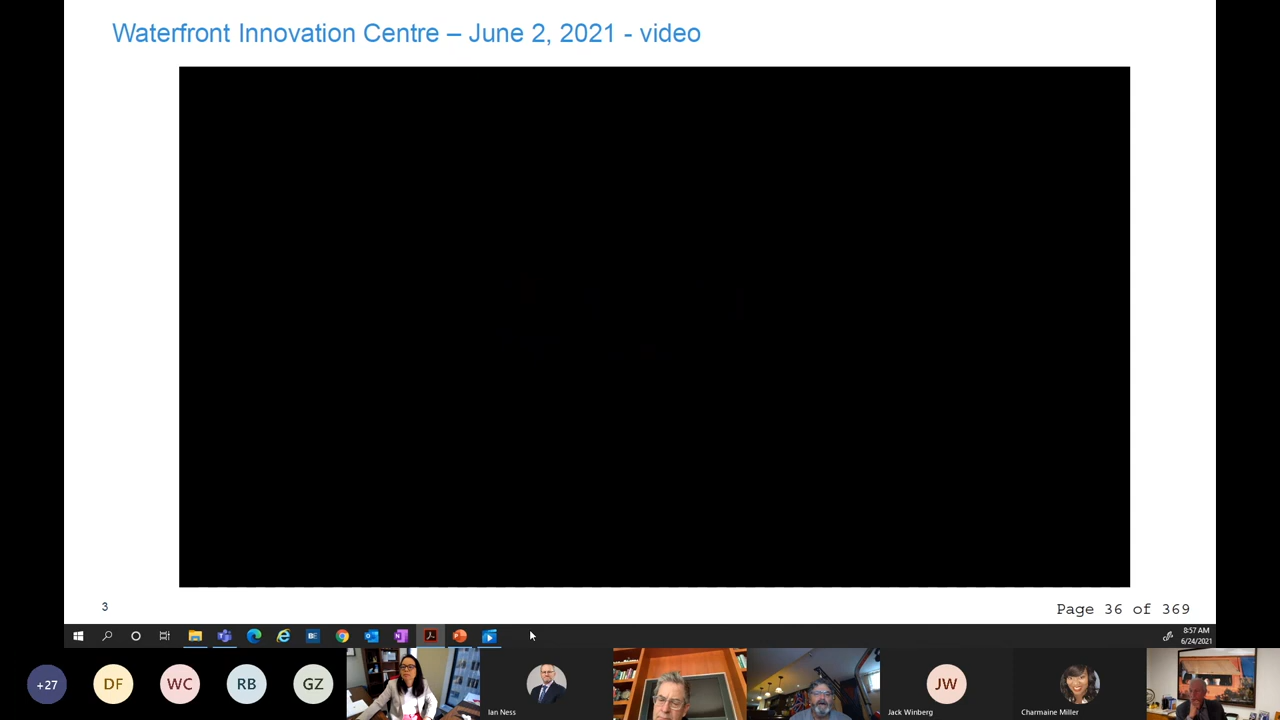 Waterfront Innovation Centre – June 2, 2021 - video
3
Page 36 of 369
8:57 AM
6/24/2021
+27
DF
WC
RB
GZ
Ian Ness
JW
Jack Winberg
Charmaine Miller